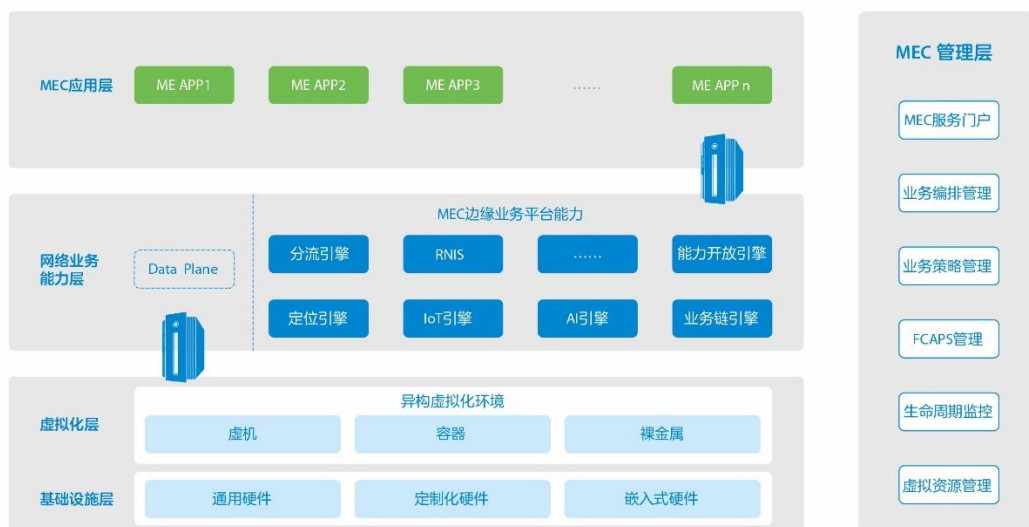 MEC应用层
ME APP1
ME APP2
ME APP3
……
ME APP n
网络业务
能力层
Data Plane
MEC边缘业务平台能力
分流引擎
RNIS
……
能力开放引擎
定位引擎
IoT引擎
AI引擎
业务链引擎
虚拟化层
异构虚拟化环境
虚机
容器
裸金属
基础设施层
通用硬件
定制化硬件
嵌入式硬件
MEC 管理层
MEC服务门户
业务编排管理
业务策略管理
FCAPS管理
生命周期监控
虚拟资源管理